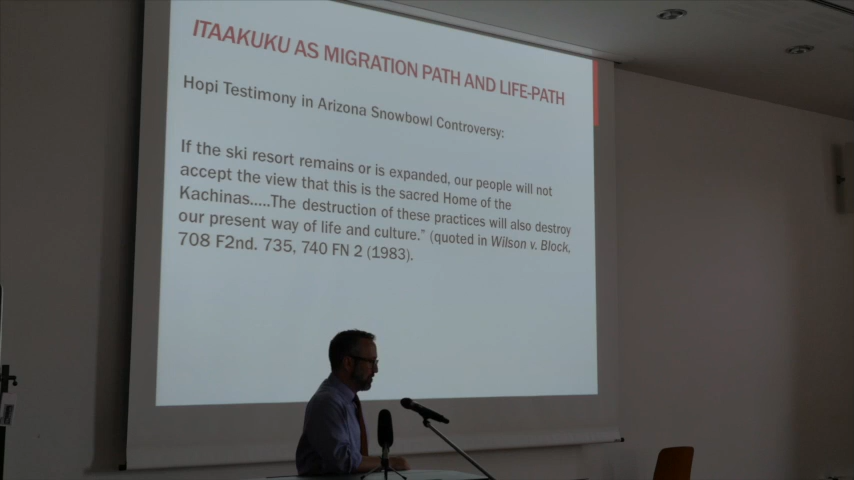 ITAAKUKU AS MIGRATION PATH AND LIFE-PATH
Hopi Testimony in Arizona Snowbowl Controversy:
If the ski resort remains or is expanded, our people will not
accept the view that this is the sacred Home of the
Kachinas.....The destruction of these practices will also destroy
our present way of life and culture.” (quoted in Wilson v. Block,
708 F2nd. 735, 740 FN 2 (1983).